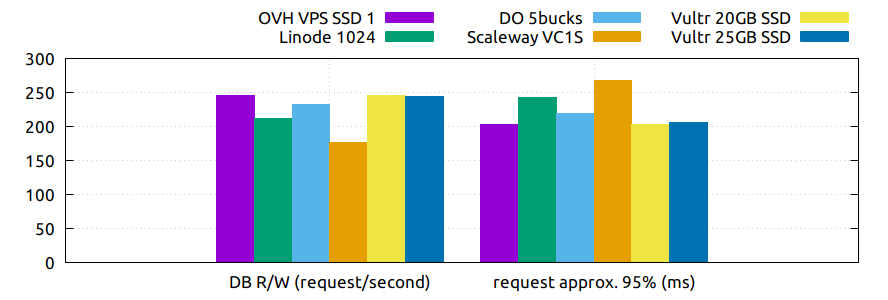 OVH VPS SSD 1 DO 5bucks Vultr 20GB SSD
Linode 1024 Scaleway VC1S Vultr 25GB SSD
300
250
200
150
100
50
0
DB R/W (request/second) request approx. 95% (ms)